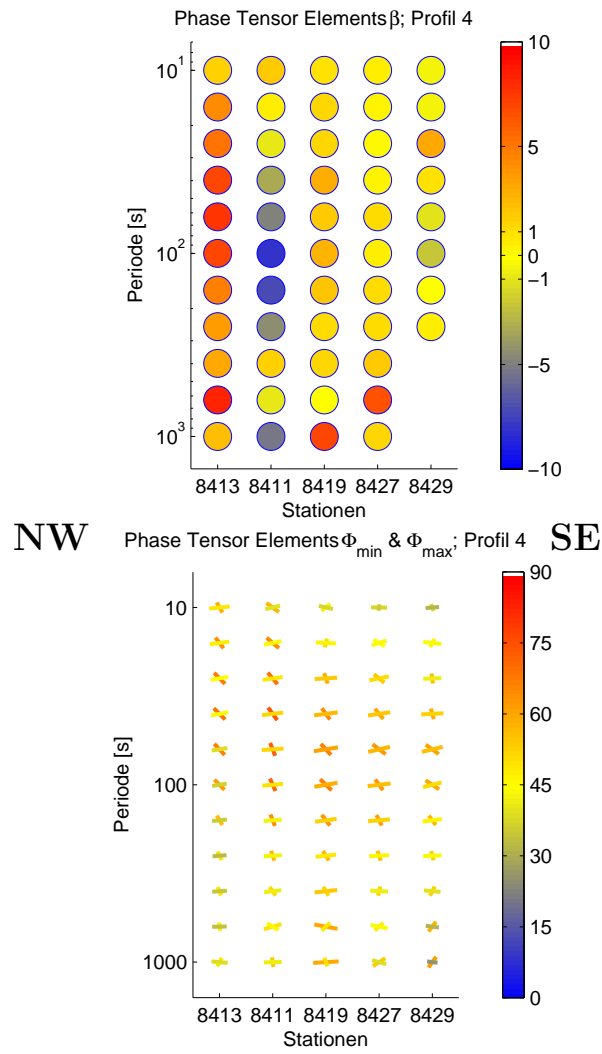 Phase Tensor Elements β; Profil 4
10¹
10²
10³
Periode [s]
8413 8411 8419 8427 8429
Stationen
10
5
1
0
−1
−5
−10
NW
SE
Phase Tensor Elements Φmin & Φmax; Profil 4
10
100
1000
Periode [s]
8413 8411 8419 8427 8429
Stationen
90
75
60
45
30
15
0